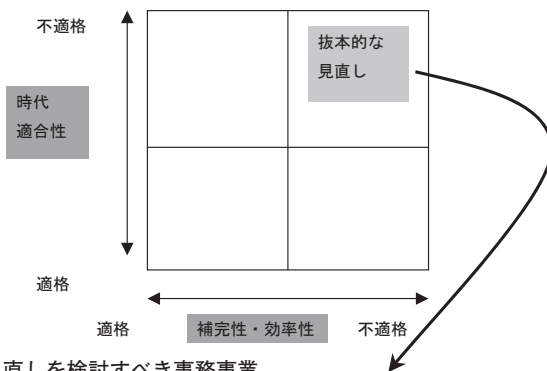 不適格
抜本的な
見直し
時代
適合性
適格
適格
補完性・効率性
不適格
直しを検討すべき事務事業